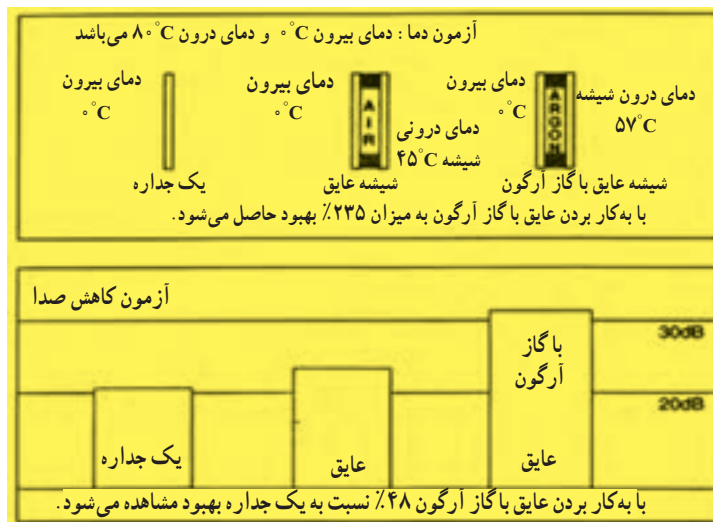 آزمون دما : دمای بیرون ۰°C و دمای درون ۸۰°C می‌باشد
دمای بیرون
۰°C
یک جداره
دمای بیرون
۰°C
AIR
دمای درونی
شیشه ۴۵°C
شیشه عایق
دمای بیرون
۰°C
ARGON
دمای درون شیشه
۵۷°C
شیشه عایق با گاز آرگون
با به‌کار بردن عایق با گاز آرگون به میزان ۲۳۵٪ بهبود حاصل می‌شود.
آزمون کاهش صدا
30dB
20dB
با گاز
آرگون
عایق
عایق
یک جداره
با به‌کار بردن عایق با گاز آرگون ۴۸٪ نسبت به یک جداره بهبود مشاهده می‌شود.